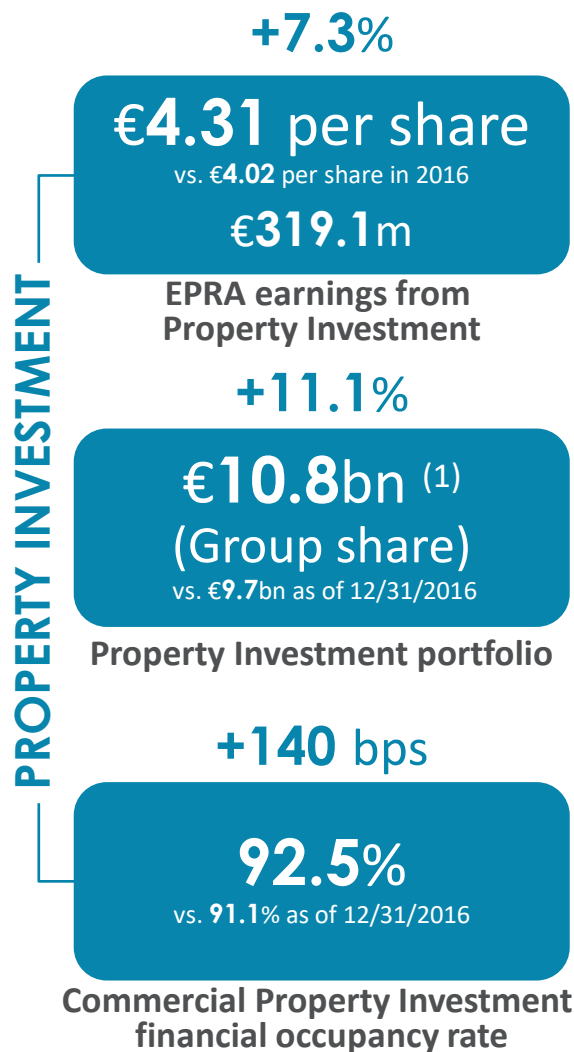 PROPERTY INVESTMENT
+7.3%
€4.31 per share
vs. €4.02 per share in 2016
€319.1m
EPRA earnings from
Property Investment
+11.1%
€10.8bn (1)
(Group share)
vs. €9.7bn as of 12/31/2016
Property Investment portfolio
+140 bps
92.5%
vs. 91.1% as of 12/31/2016
Commercial Property Investment
financial occupancy rate